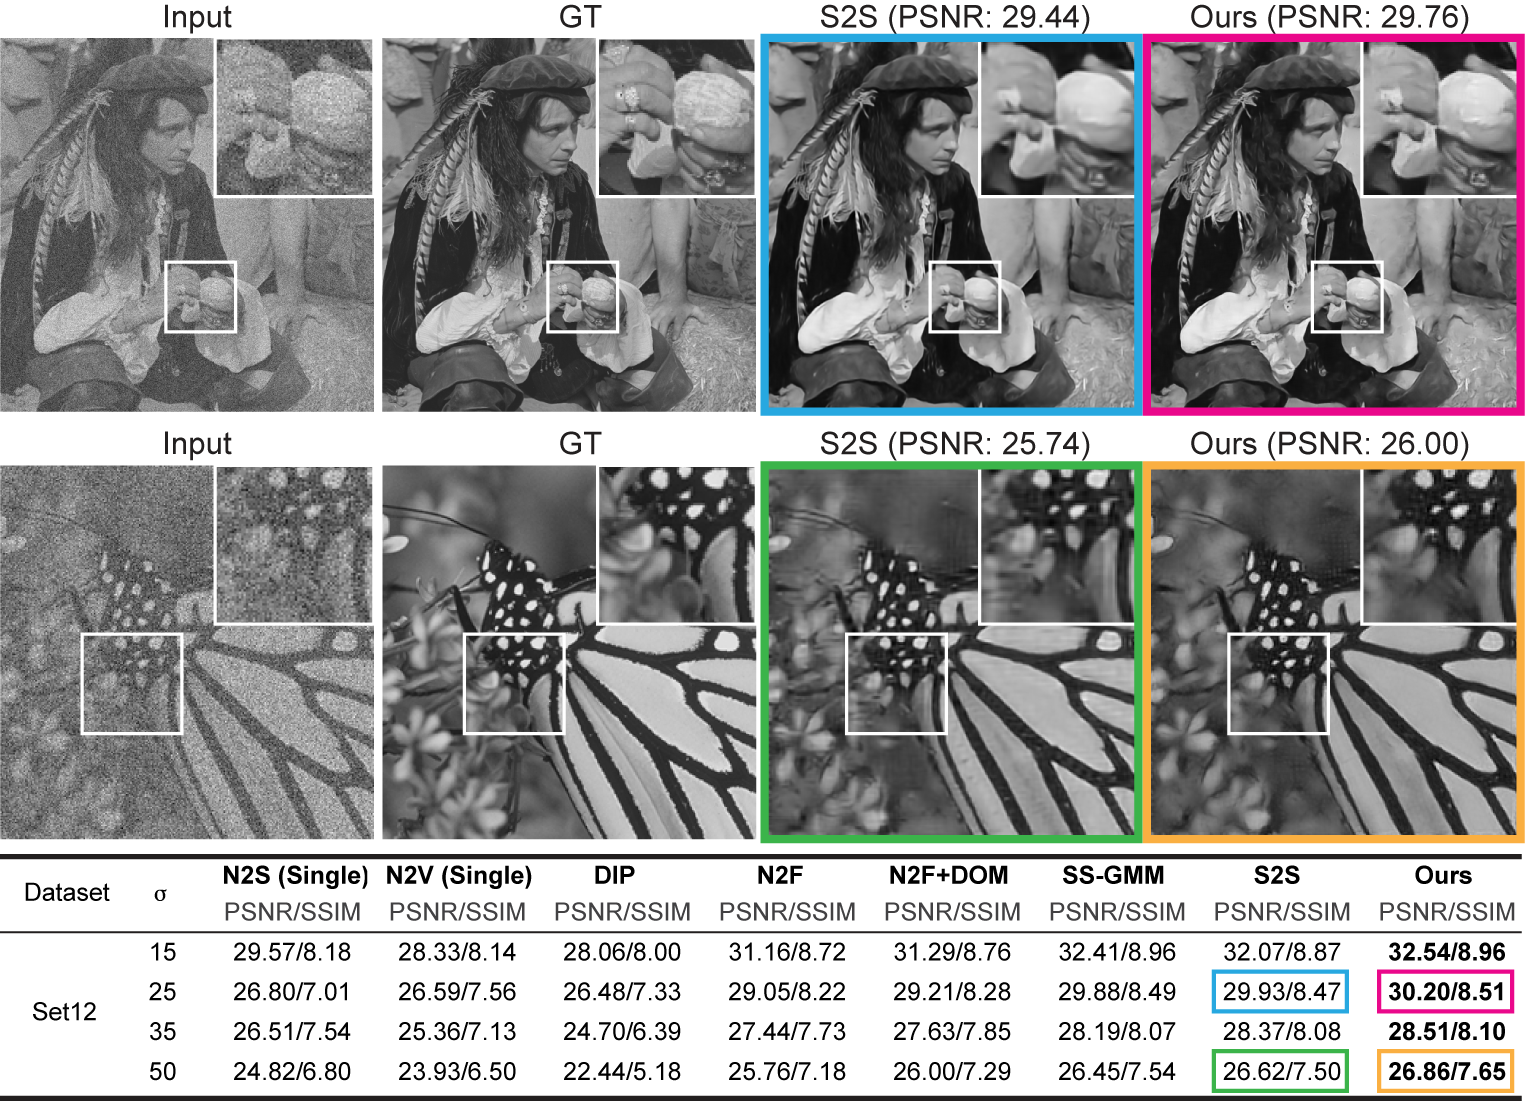 Input GT S2S (PSNR: 29.44) Ours (PSNR: 29.76)
Input GT S2S (PSNR: 25.74) Ours (PSNR: 26.00)
Dataset σ N2S (Single) N2V (Single) DIP N2F N2F+DOM SS-GMM S2S Ours
PSNR/SSIM PSNR/SSIM PSNR/SSIM PSNR/SSIM PSNR/SSIM PSNR/SSIM PSNR/SSIM PSNR/SSIM
Set12
15 29.57/8.18 28.33/8.14 28.06/8.00 31.16/8.72 31.29/8.76 32.41/8.96 32.07/8.87 32.54/8.96
25 26.80/7.01 26.59/7.56 26.48/7.33 29.05/8.22 29.21/8.28 29.88/8.49 29.93/8.47 30.20/8.51
35 26.51/7.54 25.36/7.13 24.70/6.39 27.44/7.73 27.63/7.85 28.19/8.07 28.37/8.08 28.51/8.10
50 24.82/6.80 23.93/6.50 22.44/5.18 25.76/7.18 26.00/7.29 26.45/7.54 26.62/7.50 26.86/7.65